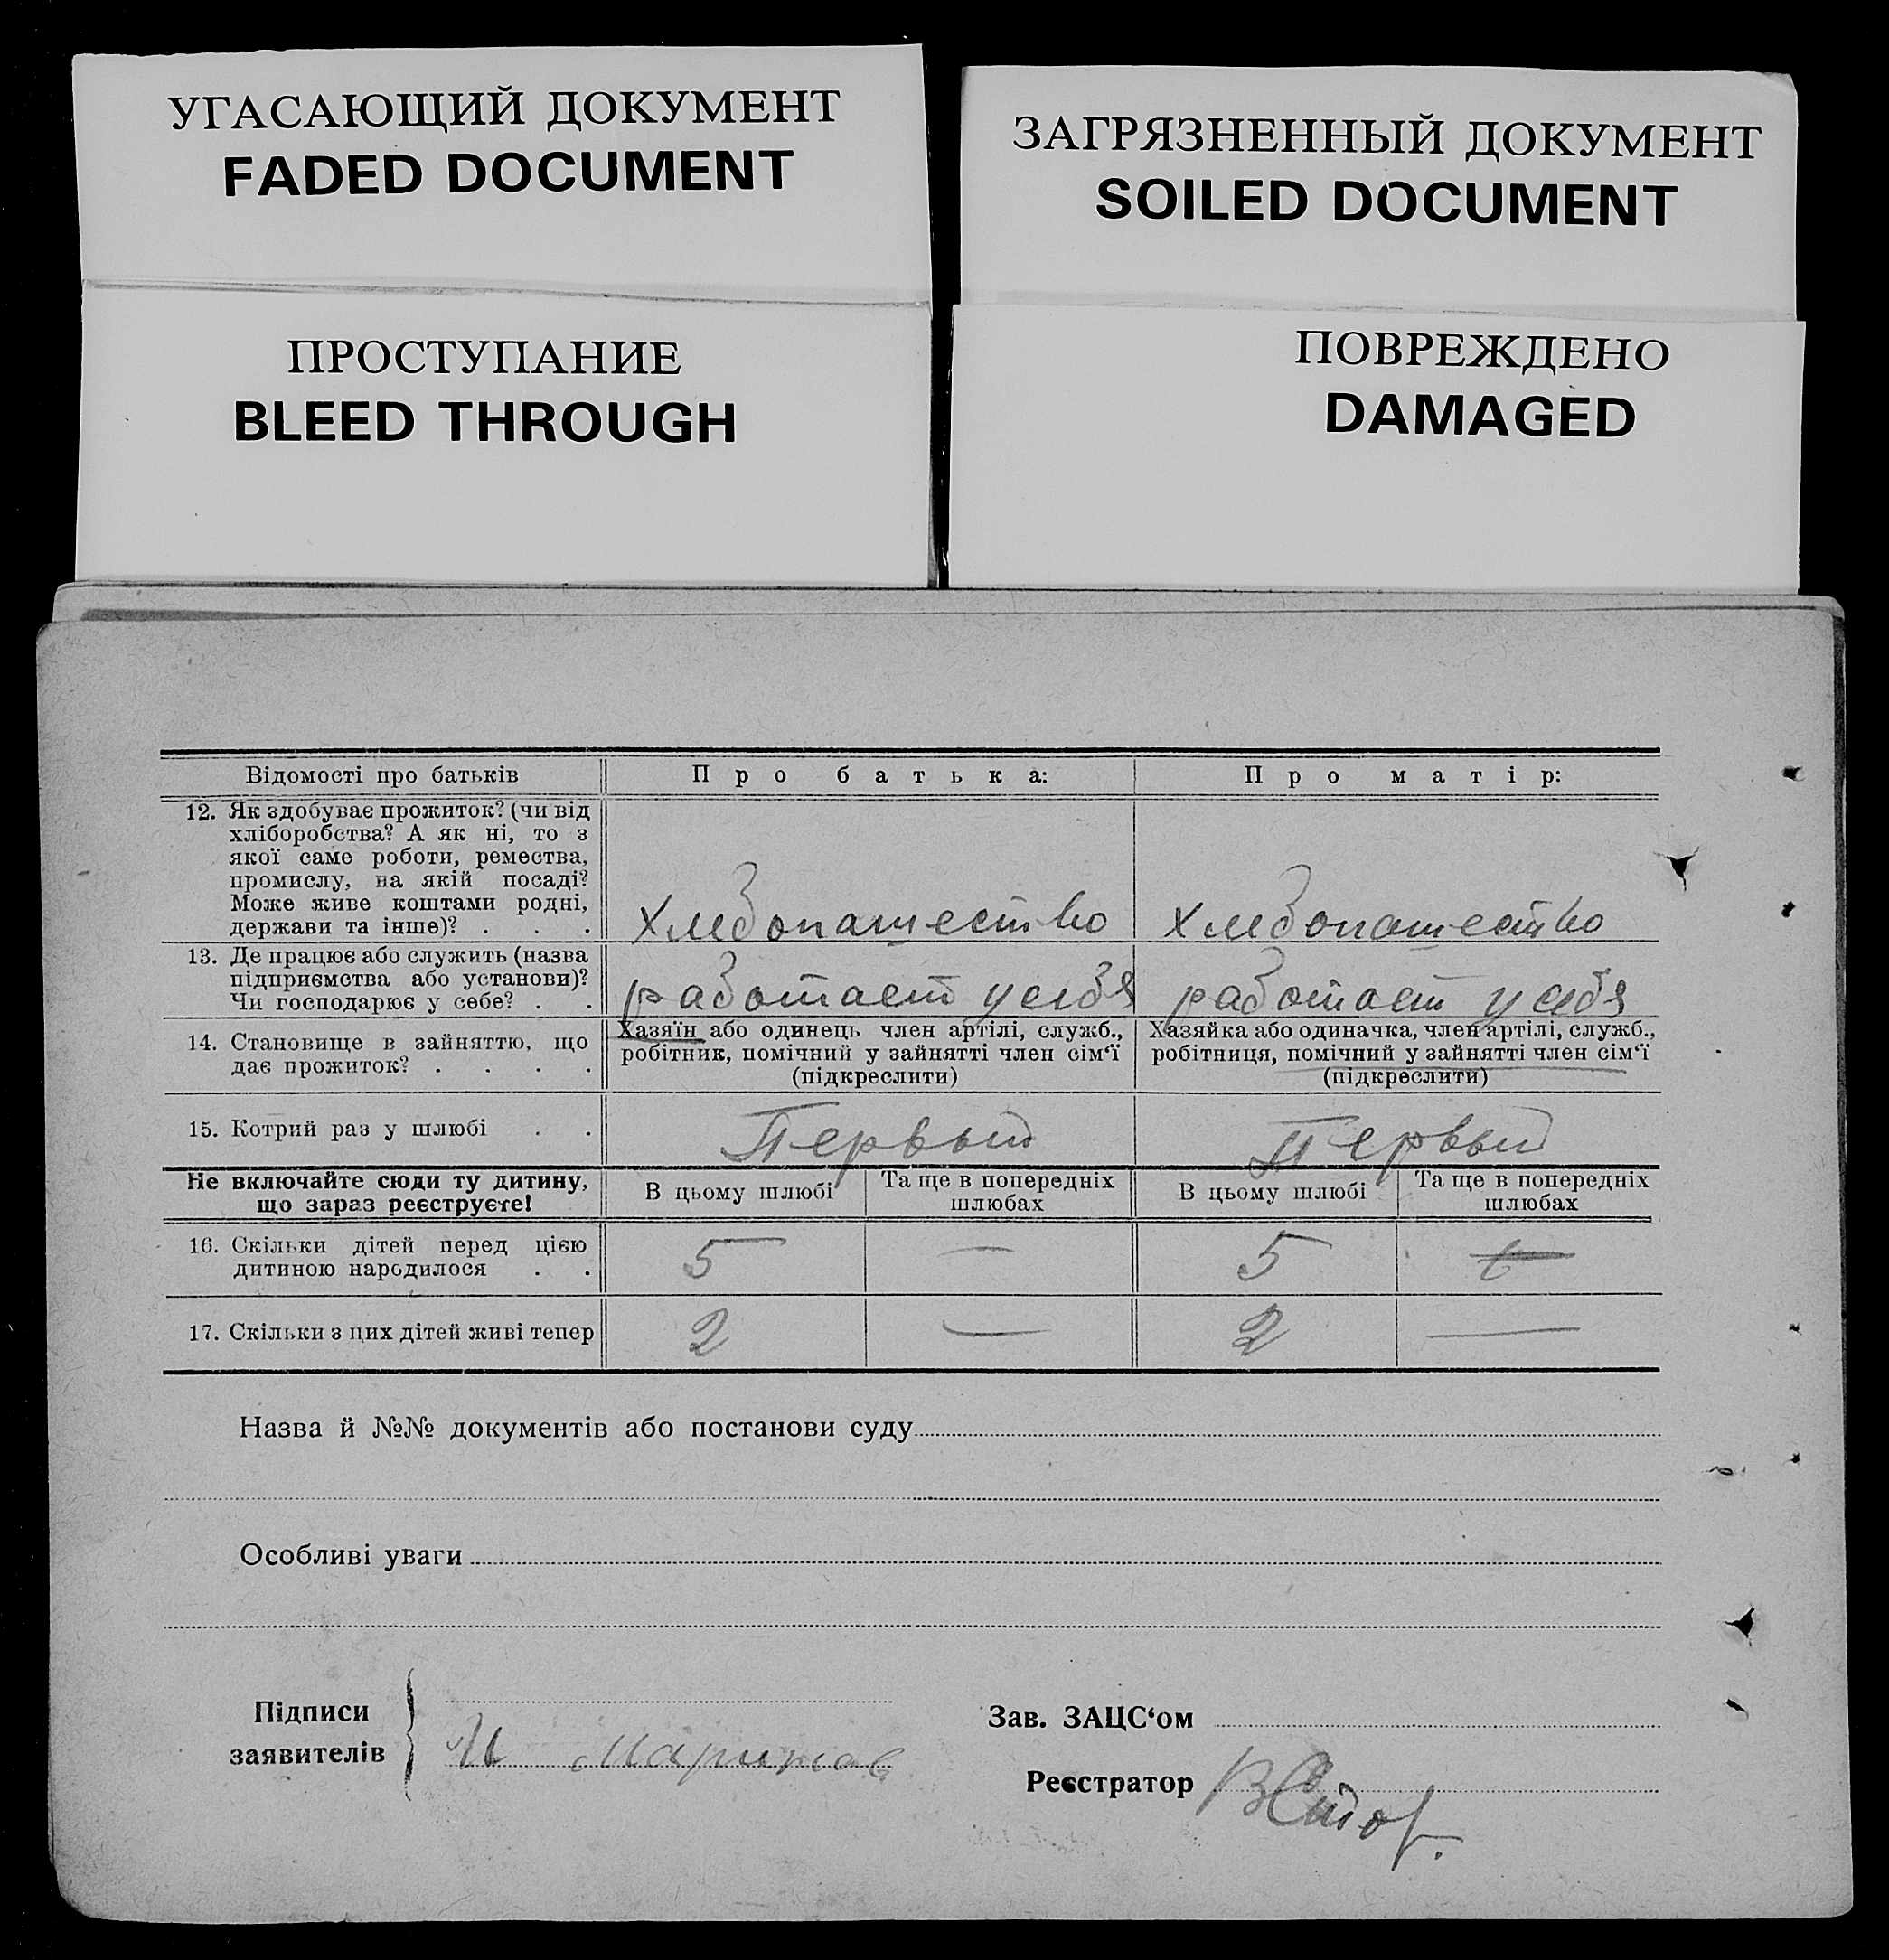 УГАСАЮЩИЙ ДОКУМЕНТ
FADED DOCUMENT
ЗАГРЯЗНЕННЫЙ ДОКУМЕНТ
SOILED DOCUMENT
ПРОСТУПАНИЕ
BLEED THROUGH
ПОВРЕЖДЕНО
DAMAGED
Відомості про батьків
Про батька:
Про матір:
12. Як здобуває прожиток? (чи від
хліборобства? А як ні, то з
якої саме роботи, ремества,
промислу, на якій посаді?
Може живе коштами родні,
держави та інше)? . . .
Хлебопашество
Хлебопашество
13. Де працює або служить (назва
підприємства або установи)?
Чи господарює у себе? . .
работает у себя
работает у себя
14. Становище в зайняттю, що
дає прожиток? . . . .
Хазяїн або одинець член артілі, служб.,
робітник, помічний у зайнятті член сім‘ї
(підкреслити)
Хазяйка або одиначка, член артілі, служб.,
робітниця, помічний у зайнятті член сім‘ї
(підкреслити)
15. Котрий раз у шлюбі . .
Первый
Первый
Не включайте сюди ту дитину,
що зараз реєструєте!
В цьому шлюбі
Та ще в попередніх
шлюбах
В цьому шлюбі
Та ще в попередніх
шлюбах
16. Скільки дітей перед цією
дитиною народилося . .
5
—
5
17. Скільки з цих дітей живі тепер
2
—
2
—
Назва й №№ документів або постанови суду
Особливі уваги
Підписи
заявителів
Зав. ЗАЦС‘ом
Реєстратор